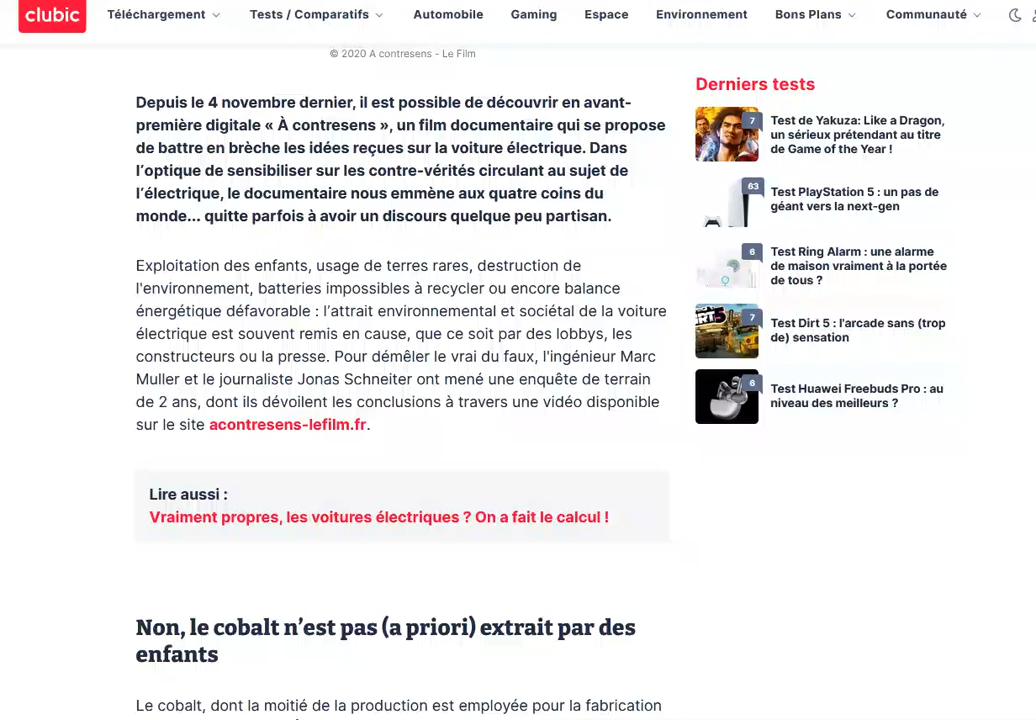 clubic
Téléchargement
Tests / Comparatifs
Automobile
Gaming
Espace
Environnement
Bons Plans
Communauté
© 2020 A contresens - Le Film
Depuis le 4 novembre dernier, il est possible de découvrir en avant-
première digitale « À contresens », un film documentaire qui se propose
de battre en brèche les idées reçues sur la voiture électrique. Dans
l’optique de sensibiliser sur les contre-vérités circulant au sujet de
l’électrique, le documentaire nous emmène aux quatre coins du
monde... quitte parfois à avoir un discours quelque peu partisan.
Exploitation des enfants, usage de terres rares, destruction de
l'environnement, batteries impossibles à recycler ou encore balance
énergétique défavorable : l’attrait environnemental et sociétal de la voiture
électrique est souvent remis en cause, que ce soit par des lobbys, les
constructeurs ou la presse. Pour démêler le vrai du faux, l'ingénieur Marc
Muller et le journaliste Jonas Schneiter ont mené une enquête de terrain
de 2 ans, dont ils dévoilent les conclusions à travers une vidéo disponible
sur le site acontresens-lefilm.fr.
Lire aussi :
Vraiment propres, les voitures électriques ? On a fait le calcul !
Non, le cobalt n’est pas (a priori) extrait par des
enfants
Le cobalt, dont la moitié de la production est employée pour la fabrication
Derniers tests
7
Test de Yakuza: Like a Dragon,
un sérieux prétendant au titre
de Game of the Year !
63
Test PlayStation 5 : un pas de
géant vers la next-gen
6
Test Ring Alarm : une alarme
de maison vraiment à la portée
de tous ?
7
Test Dirt 5 : l'arcade sans (trop
de) sensation
6
Test Huawei Freebuds Pro : au
niveau des meilleurs ?